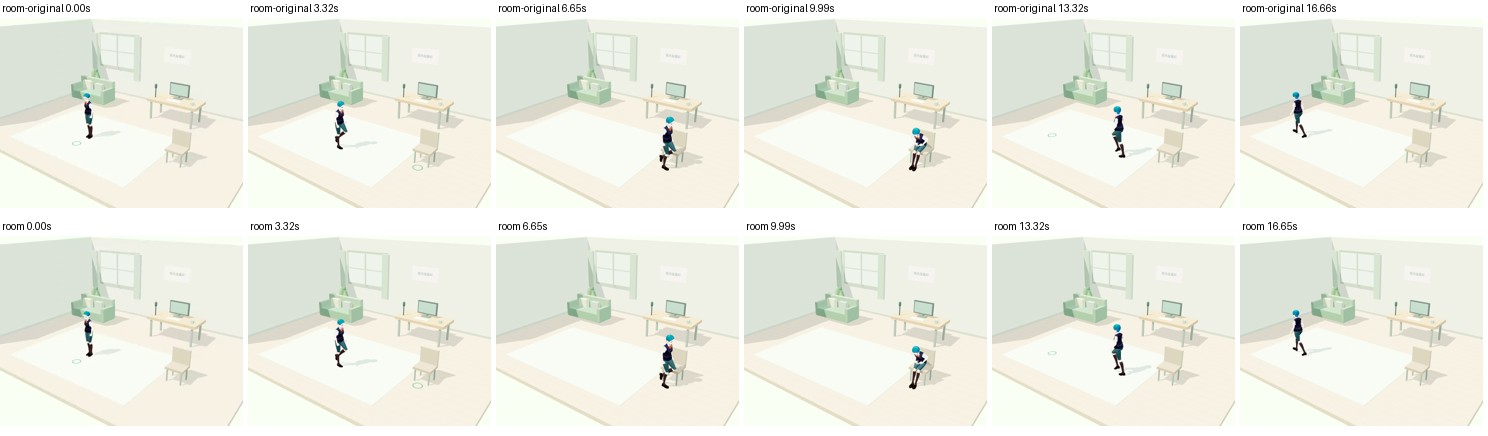 room-original 0.00s
room-original 3.32s
room-original 6.65s
room-original 9.99s
room-original 13.32s
room-original 16.66s
room 0.00s
room 3.32s
room 6.65s
room 9.99s
room 13.32s
room 16.65s